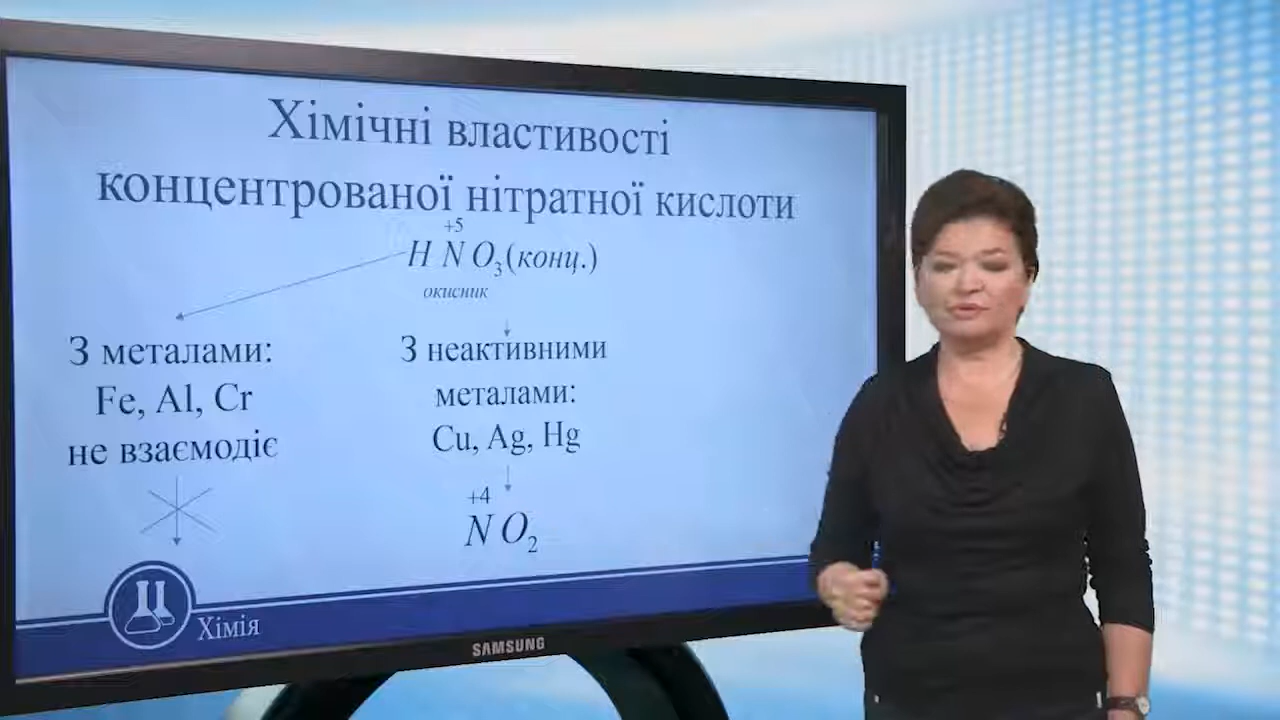 Хімічні властивості
концентрованої нітратної кислоти
+5
H N O₃(конц.)
окисник
З металами:
Fe, Al, Cr
не взаємодіє
З неактивними
металами:
Cu, Ag, Hg
+4
N O₂
Хімія
SAMSUNG